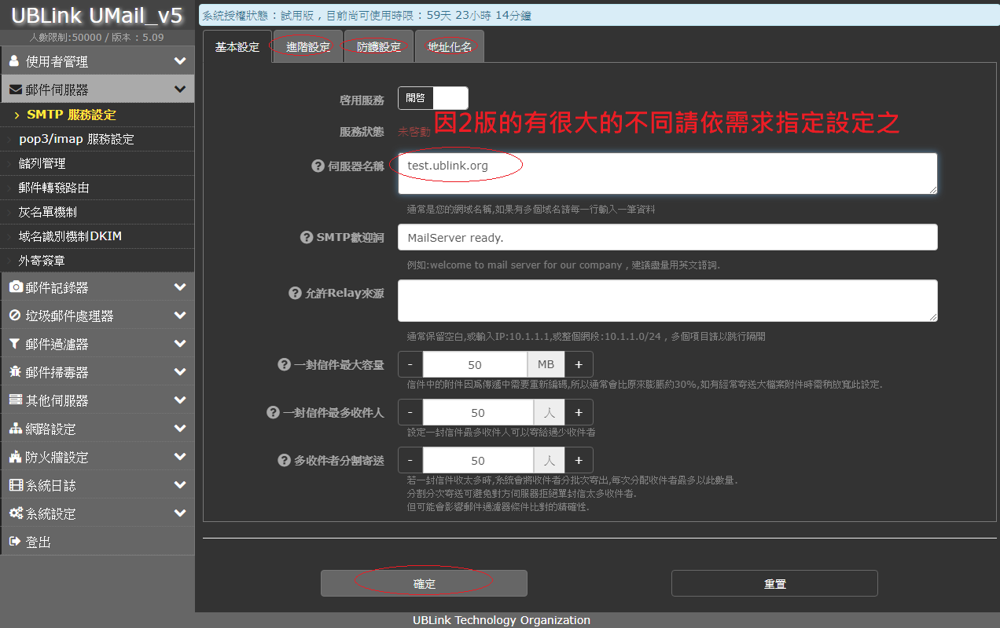 UBLink UMail_v5
人數限制:50000 / 版本：5.09
使用者管理
郵件伺服器
SMTP 服務設定
pop3/imap 服務設定
儲列管理
郵件轉發路由
灰名單機制
域名識別機制DKIM
外寄簽章
郵件記錄器
垃圾郵件處理器
郵件過濾器
郵件掃毒器
其他伺服器
網路設定
防火牆設定
系統日誌
系統設定
登出
系統授權狀態：試用版，目前尚可使用時限：59天 23小時 14分鐘
基本設定 進階設定 防護設定 地址化名
啓用服務 開啓
服務狀態 未啓動
因2版的有很大的不同請依需求指定設定之
伺服器名稱 test.ublink.org
通常是您的網域名稱,如果有多個域名請每一行輸入一筆資料
SMTP歡迎詞 MailServer ready.
例如:welcome to mail server for our company，建議盡量用英文語詞.
允許Relay來源
通常保留空白,或輸入IP:10.1.1.1,或整個網段:10.1.1.0/24，多個項目請以跳行隔開
一封信件最大容量 - 50 MB +
信件中的附件因爲傳遞中需要重新編碼,所以通常會比原來膨脹約30%,如有經常寄送大檔案附件時需稍放寬此設定.
一封信件最多收件人 - 50 人 +
設定一封信件最多收件人可以寄給過少收件者
多收件者分割寄送 - 50 人 +
若一封信件收太多時,系統會將收件者分批次寄出,每次分配收件者最多以此數量.
分割分次寄送可避免對方伺服器拒絕單封信太多收件者.
但可能會影響郵件過濾器條件比對的精確性.
確定 重置
UBLink Technology Organization